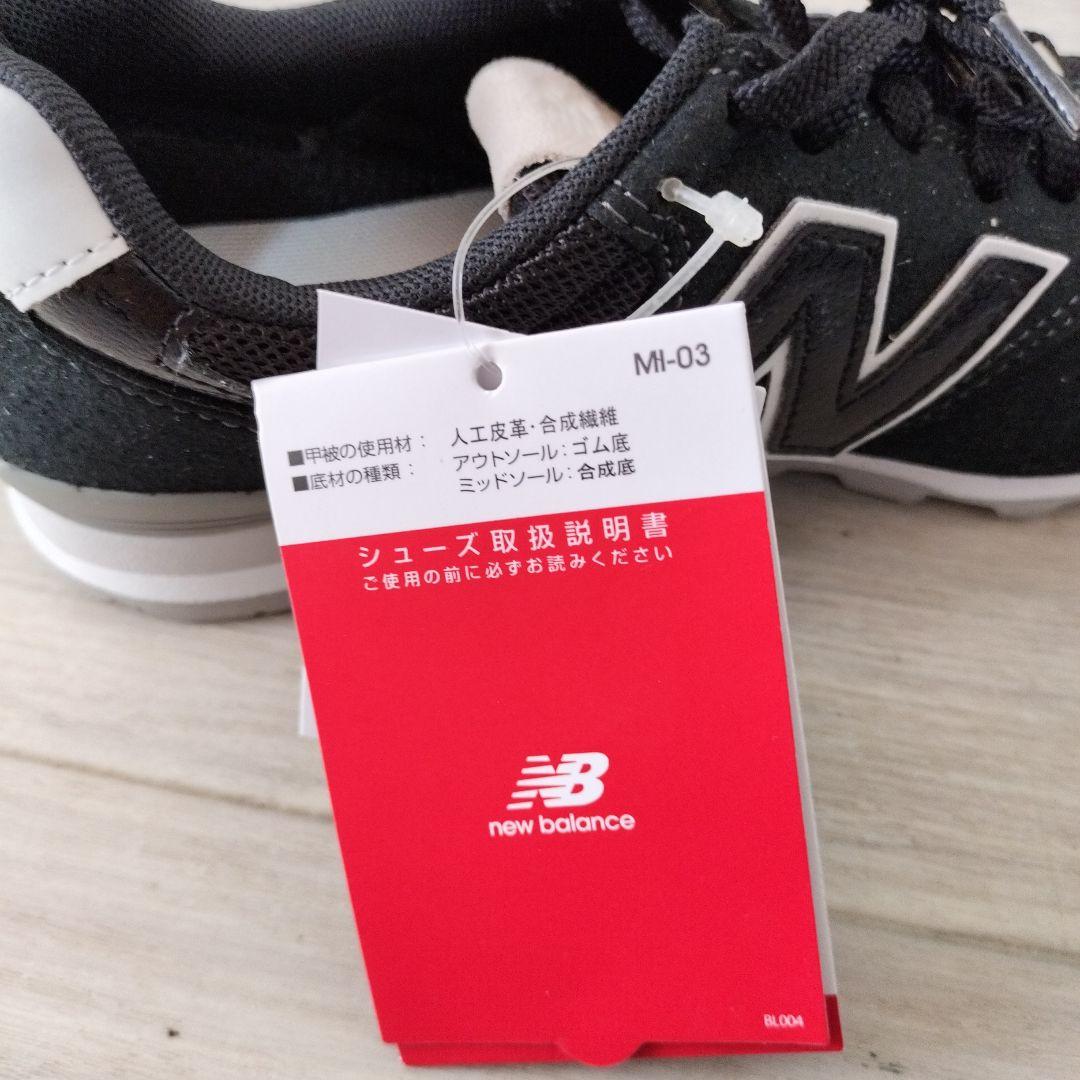 MH-03
■甲被の使用材： 人工皮革・合成繊維
■底材の種類： アウトソール：ゴム底
ミッドソール：合成底
シューズ取扱説明書
ご使用の前に必ずお読みください
NB
new balance
BL004
N